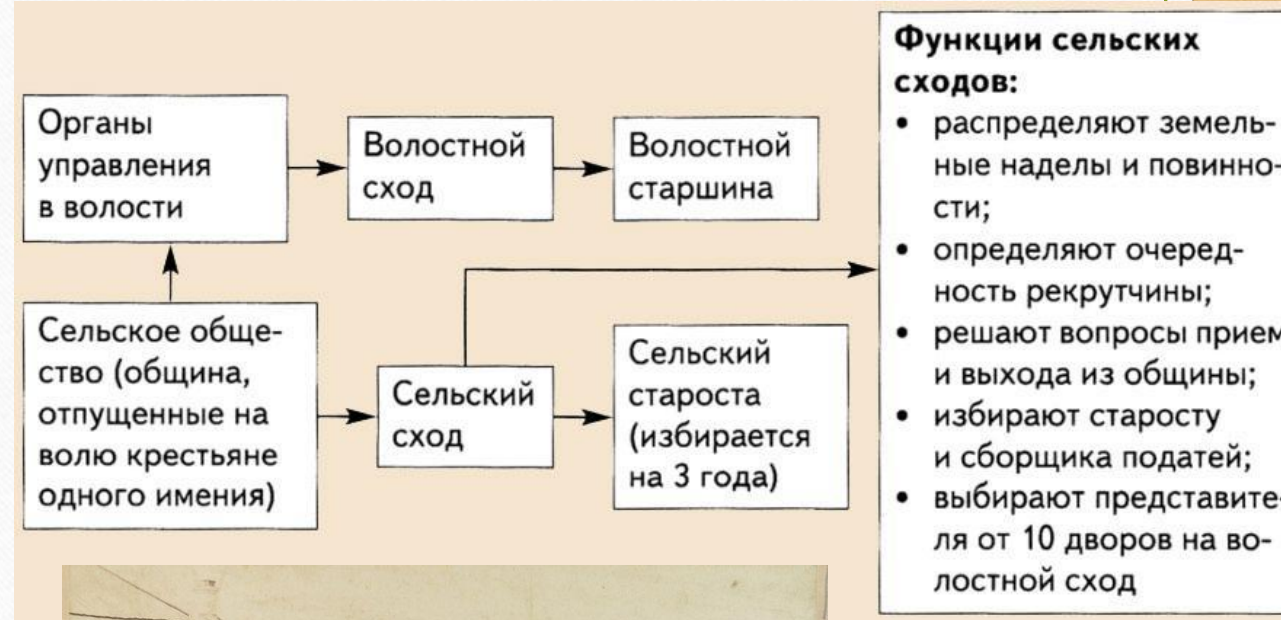 Органы
управления
в волости
Волостной
сход
Волостной
старшина
Сельское обще-
ство (община,
отпущенные на
волю крестьяне
одного имения)
Сельский
сход
Сельский
староста
(избирается
на 3 года)
Функции сельских
сходов:
• распределяют земель-
ные наделы и повинно-
сти;
• определяют очеред-
ность рекрутчины;
• решают вопросы прием
и выхода из общины;
• избирают старосту
и сборщика податей;
• выбирают представите-
ля от 10 дворов на во-
лостной сход